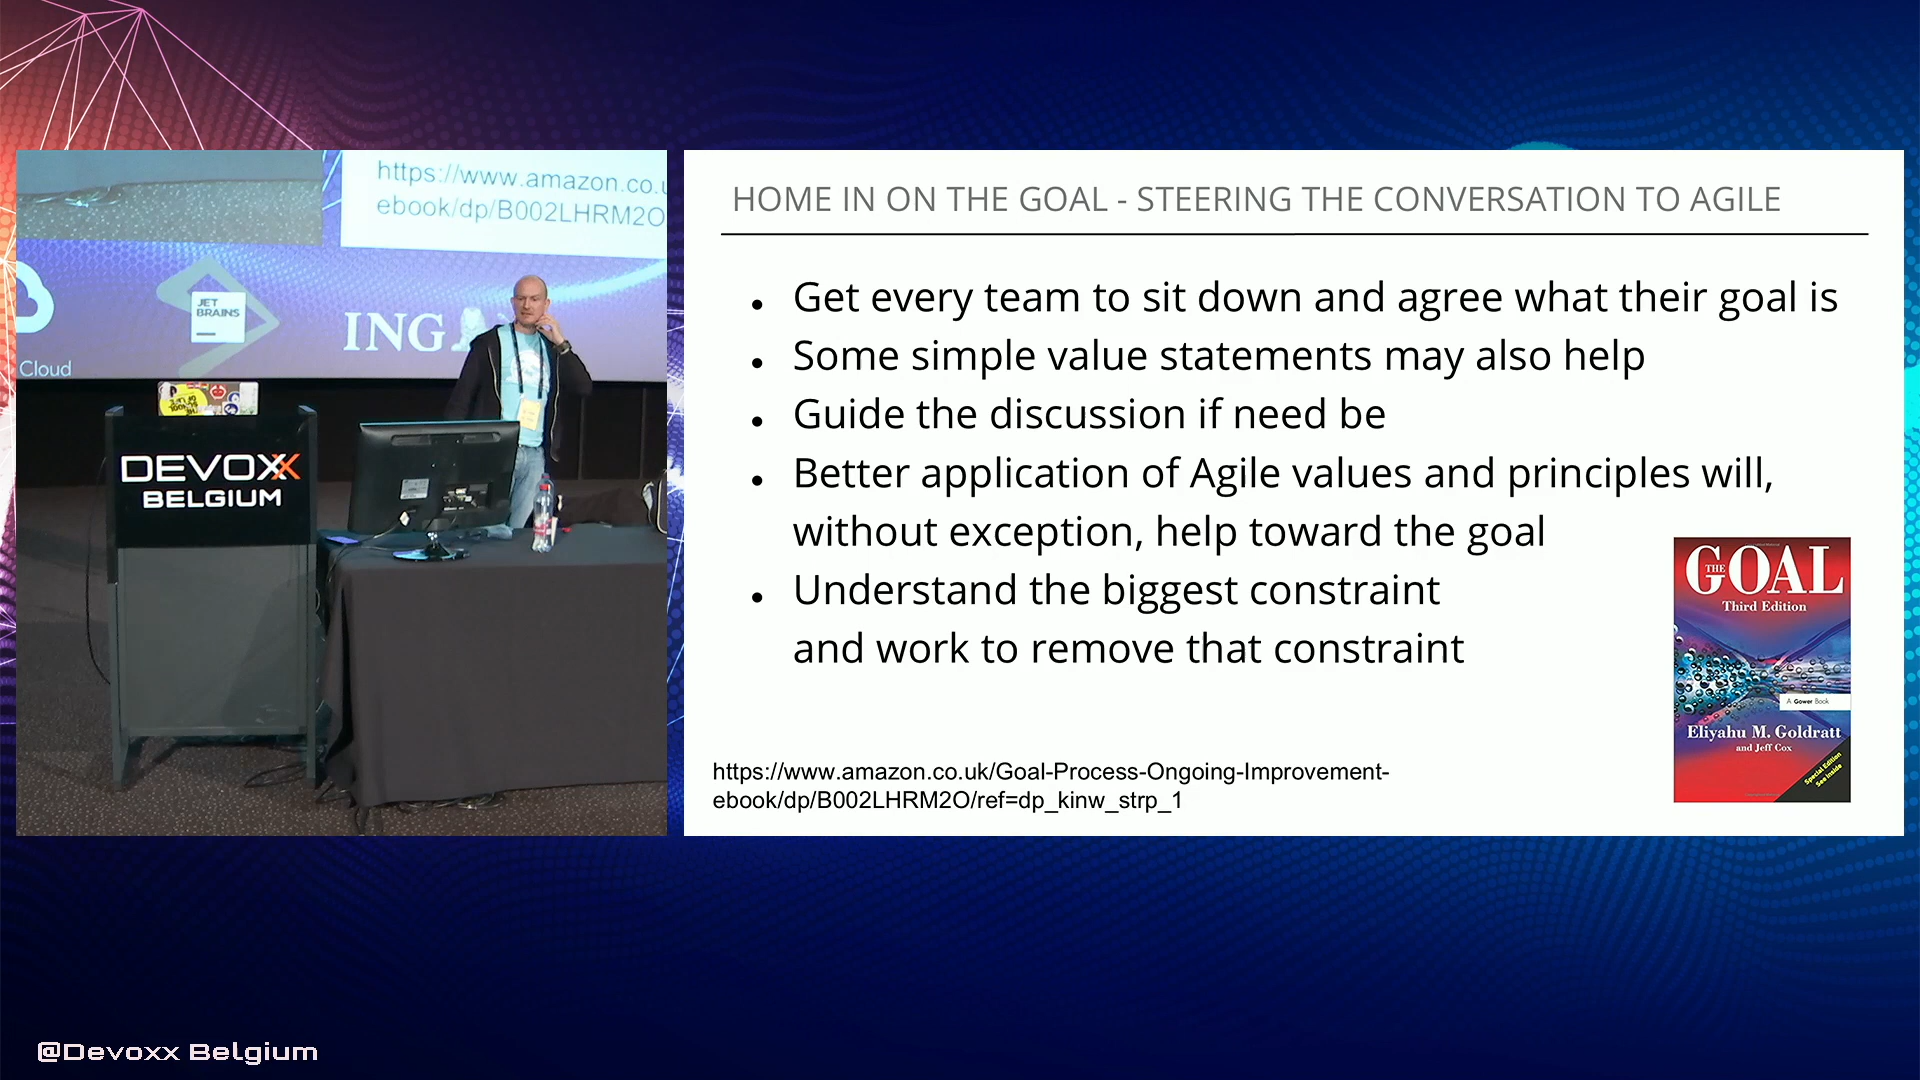 https://www.amazon.co.u
ebook/dp/B002LHRM2O
JET
BRAINS
ING
Cloud
DEVOXX
BELGIUM
HOME IN ON THE GOAL - STEERING THE CONVERSATION TO AGILE
• Get every team to sit down and agree what their goal is
• Some simple value statements may also help
• Guide the discussion if need be
• Better application of Agile values and principles will,
without exception, help toward the goal
• Understand the biggest constraint
and work to remove that constraint
THE GOAL
Third Edition
A Gower Book
Eliyahu M. Goldratt
and Jeff Cox
Special Edition
See Inside
https://www.amazon.co.uk/Goal-Process-Ongoing-Improvement-
ebook/dp/B002LHRM2O/ref=dp_kinw_strp_1
@Devoxx Belgium